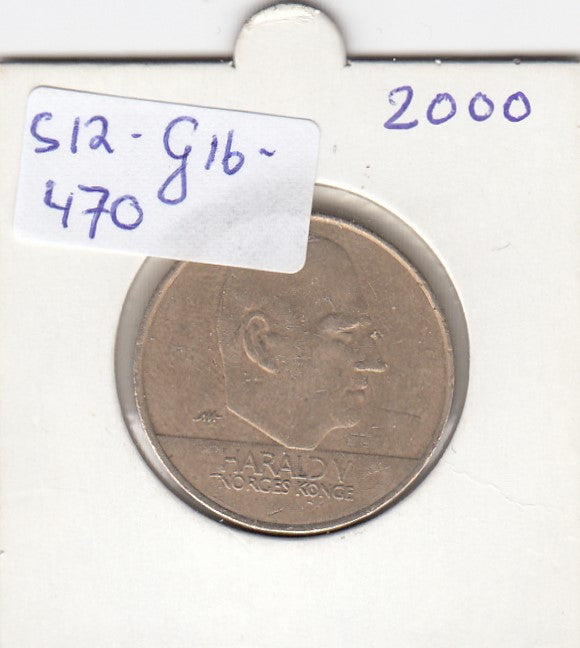 2000
S12-G16-
470
HARALD V
NORGES KONGE